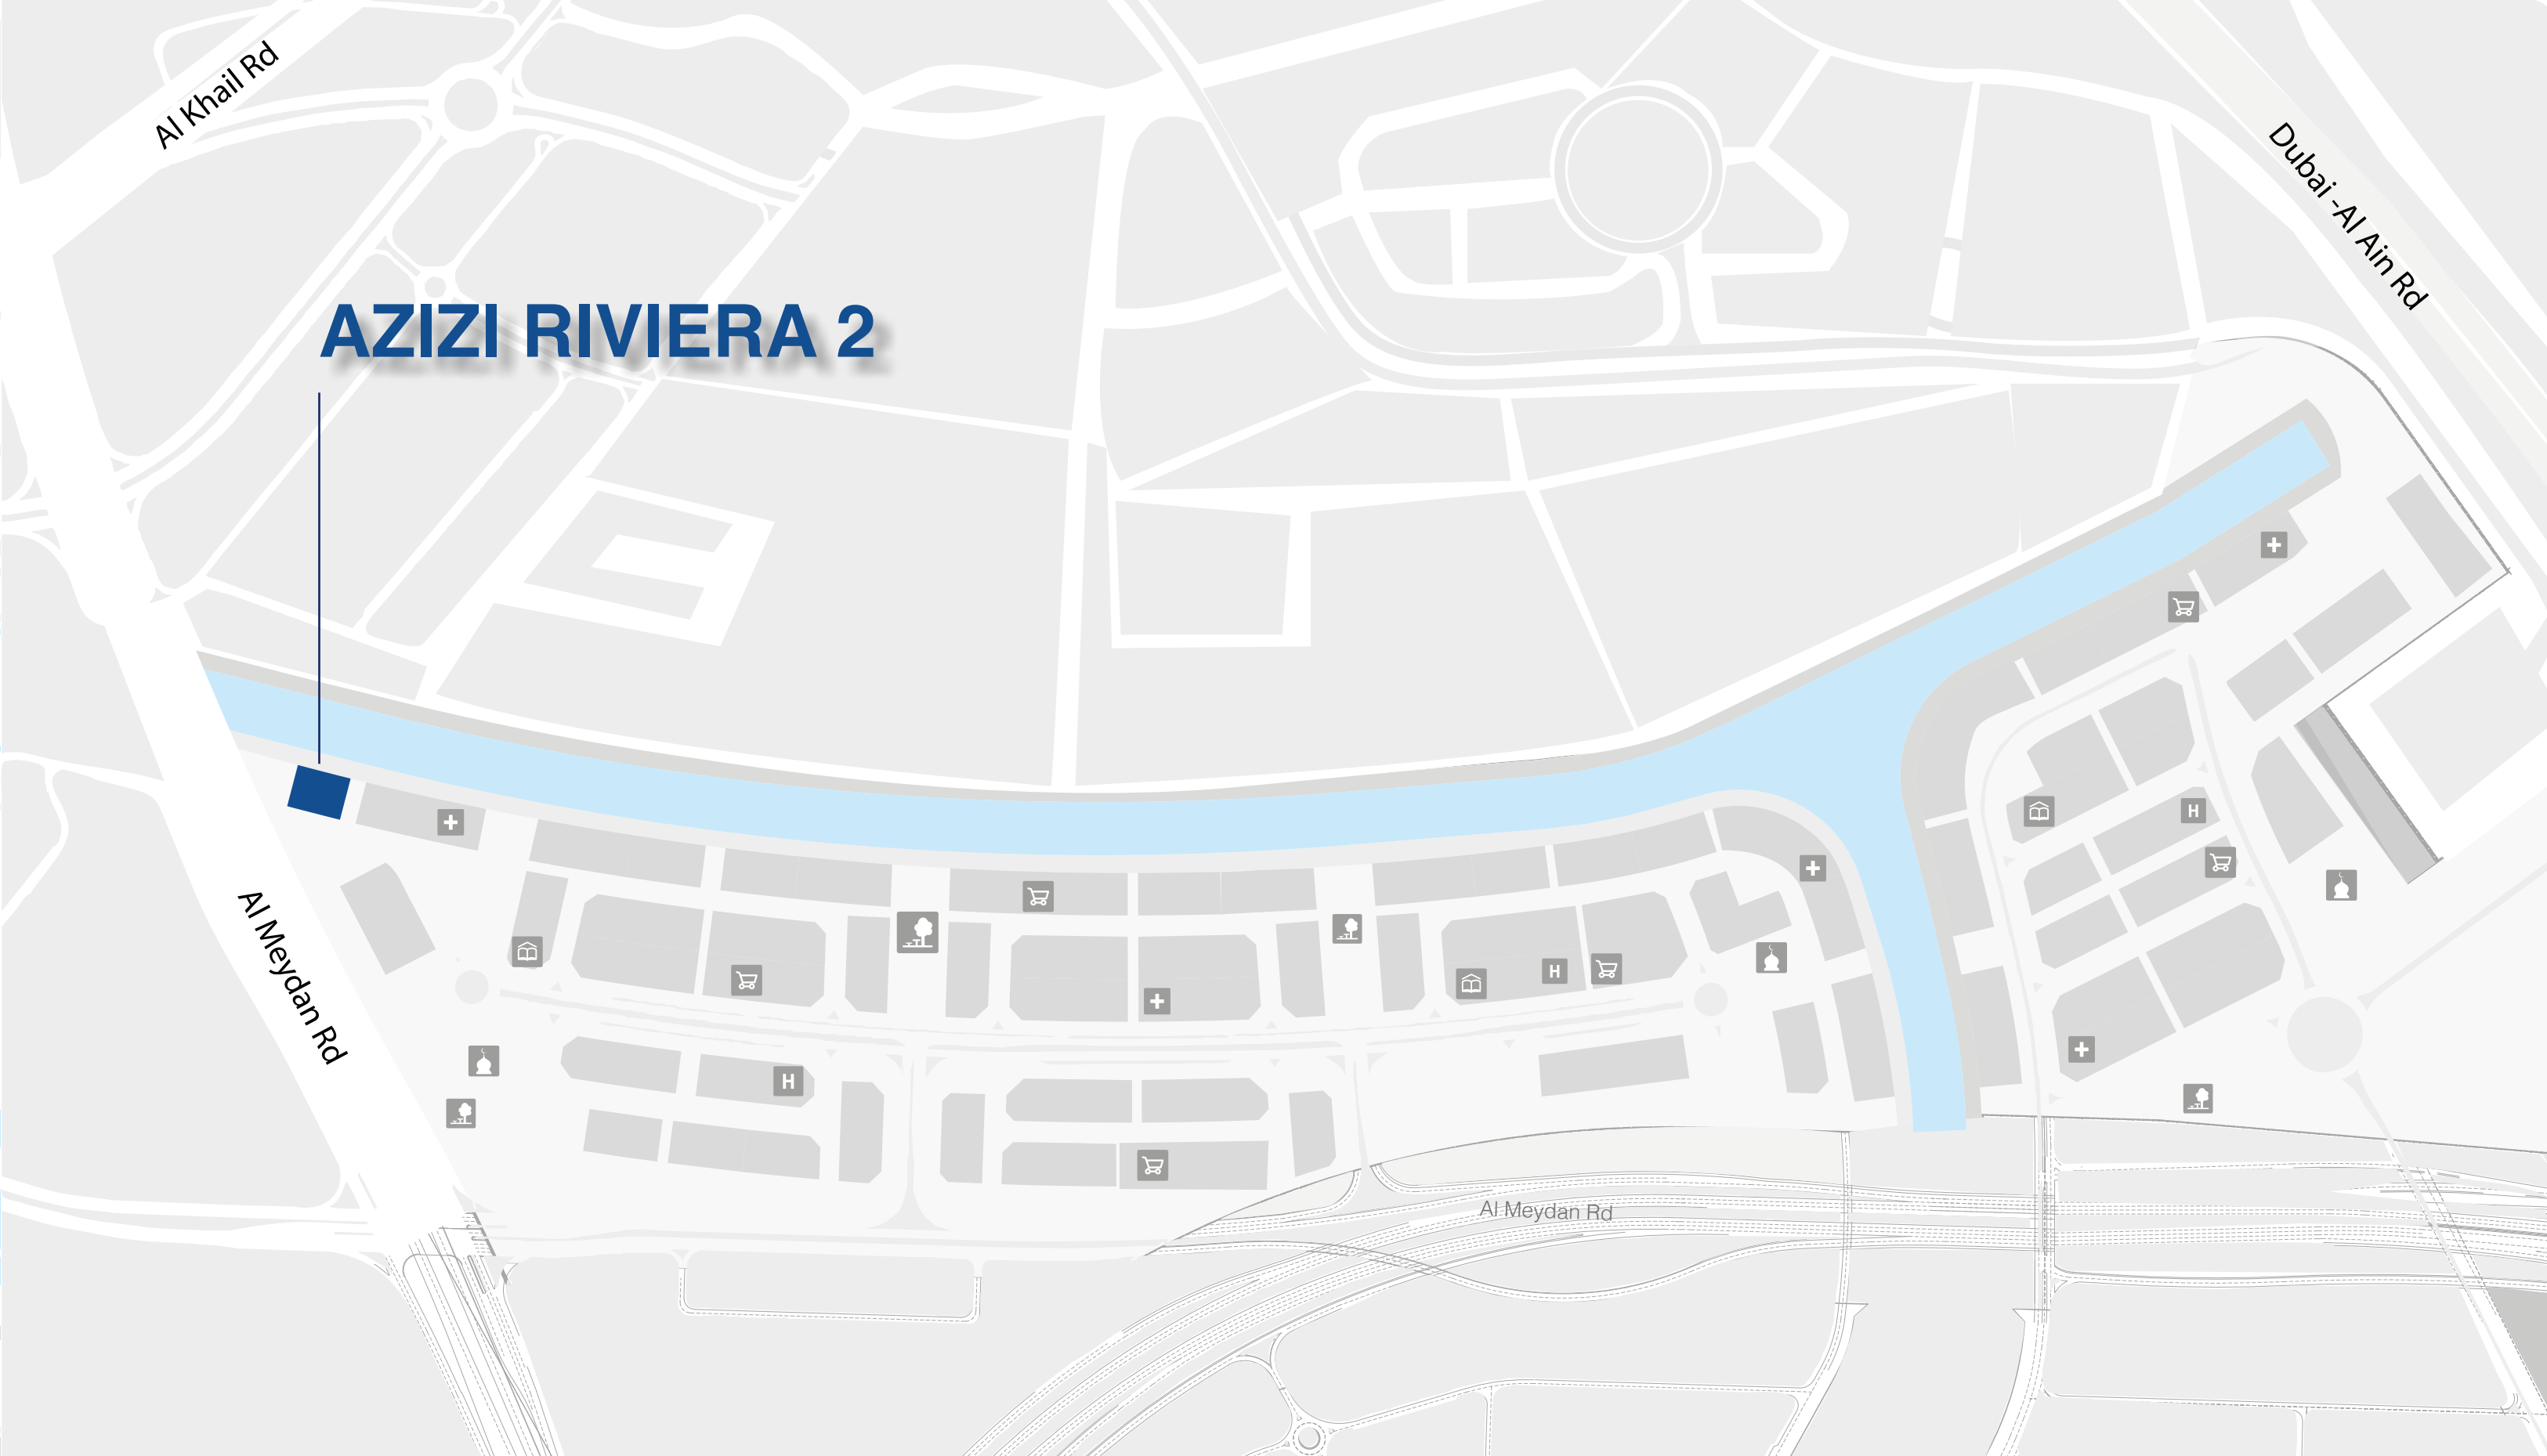 Al Khail Rd
Dubai -Al Ain Rd
AZIZI RIVIERA 2
Al Meydan Rd
H
H
H
Al Meydan Rd